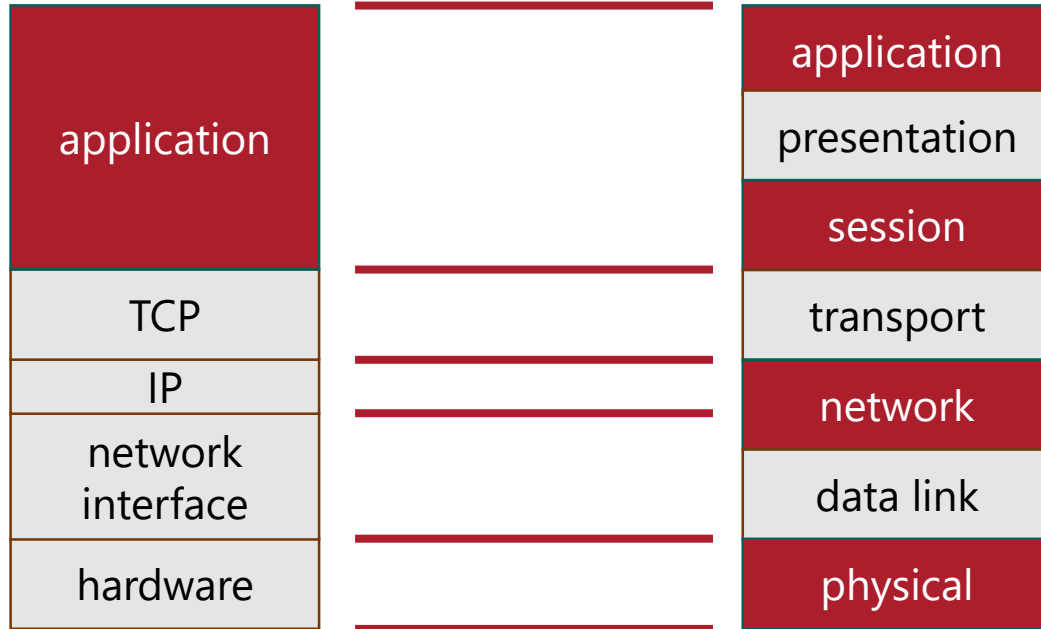 application
TCP
IP
network
interface
hardware
application
presentation
session
transport
network
data link
physical